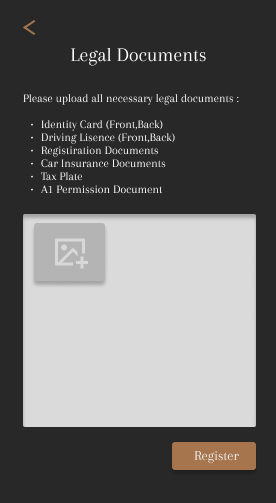 Legal Documents
Please upload all necessary legal documents :
· Identity Card (Front,Back)
· Driving Lisence (Front,Back)
· Registiration Documents
· Car Insurance Documents
· Tax Plate
· A1 Permission Document
Register